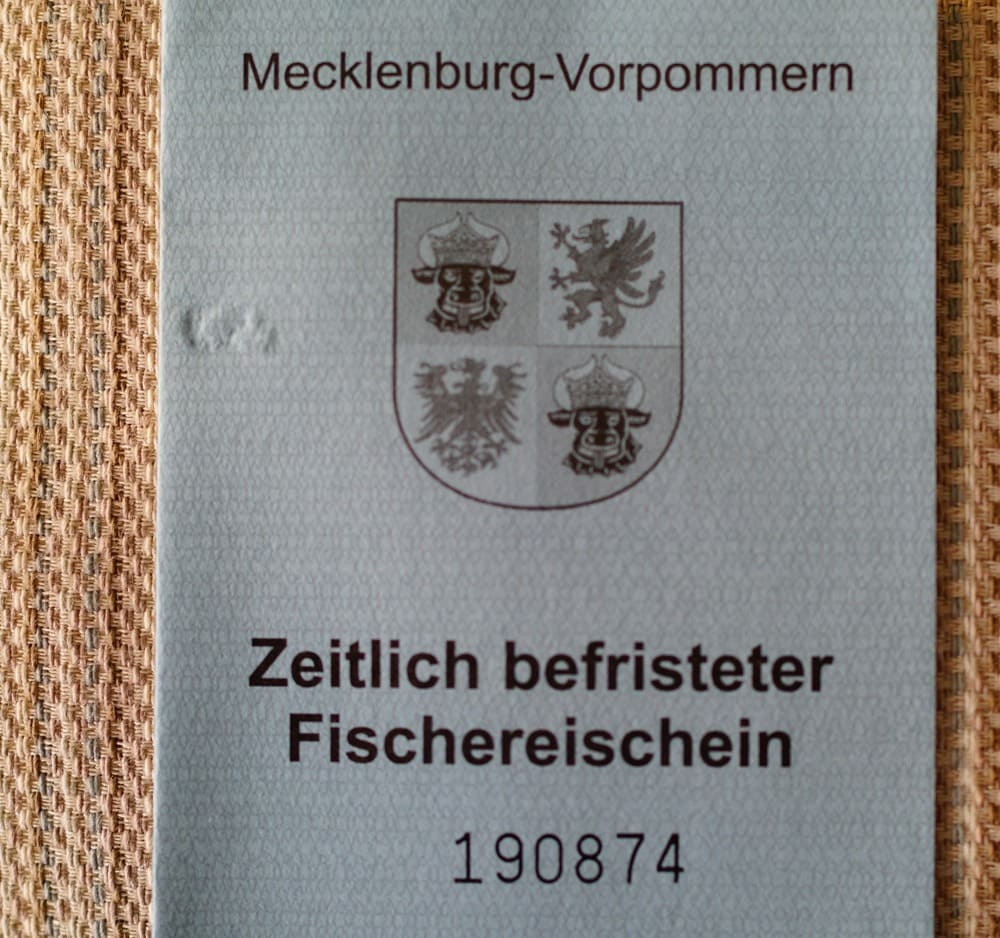 Mecklenburg-Vorpommern
Zeitlich befristeter
Fischereischein
190874